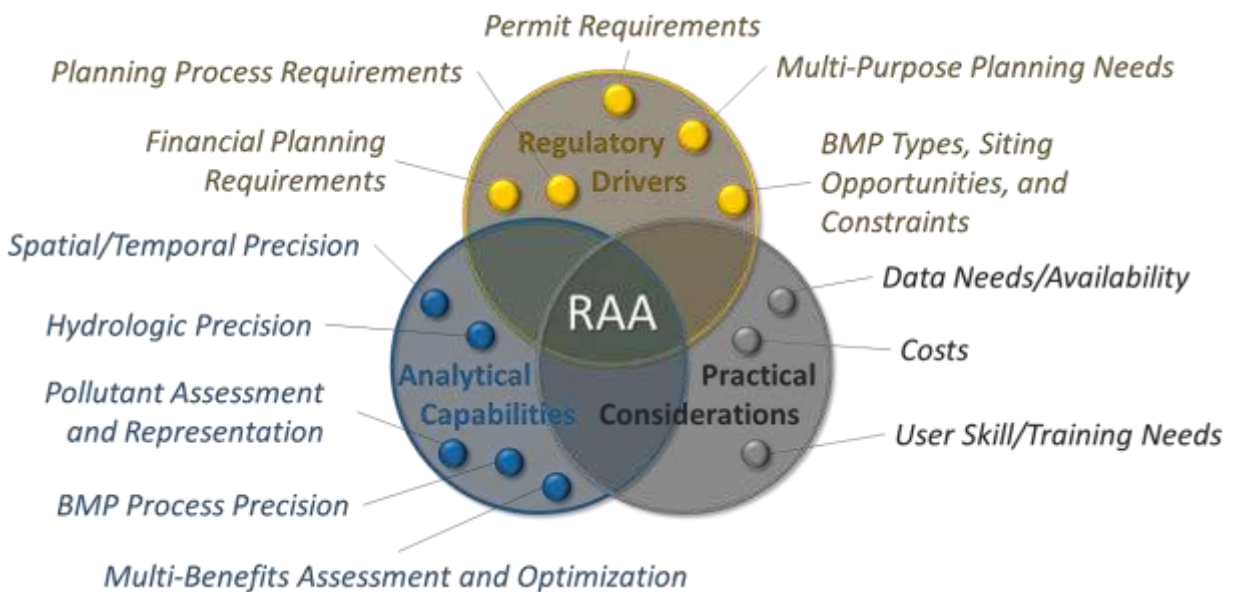 Permit Requirements
Planning Process Requirements
Multi-Purpose Planning Needs
Financial Planning
Requirements
Regulatory
Drivers
BMP Types, Siting
Opportunities, and
Constraints
Spatial/Temporal Precision
Data Needs/Availability
Hydrologic Precision
RAA
Costs
Pollutant Assessment
and Representation
Analytical
Capabilities
Practical
Considerations
User Skill/Training Needs
BMP Process Precision
Multi-Benefits Assessment and Optimization